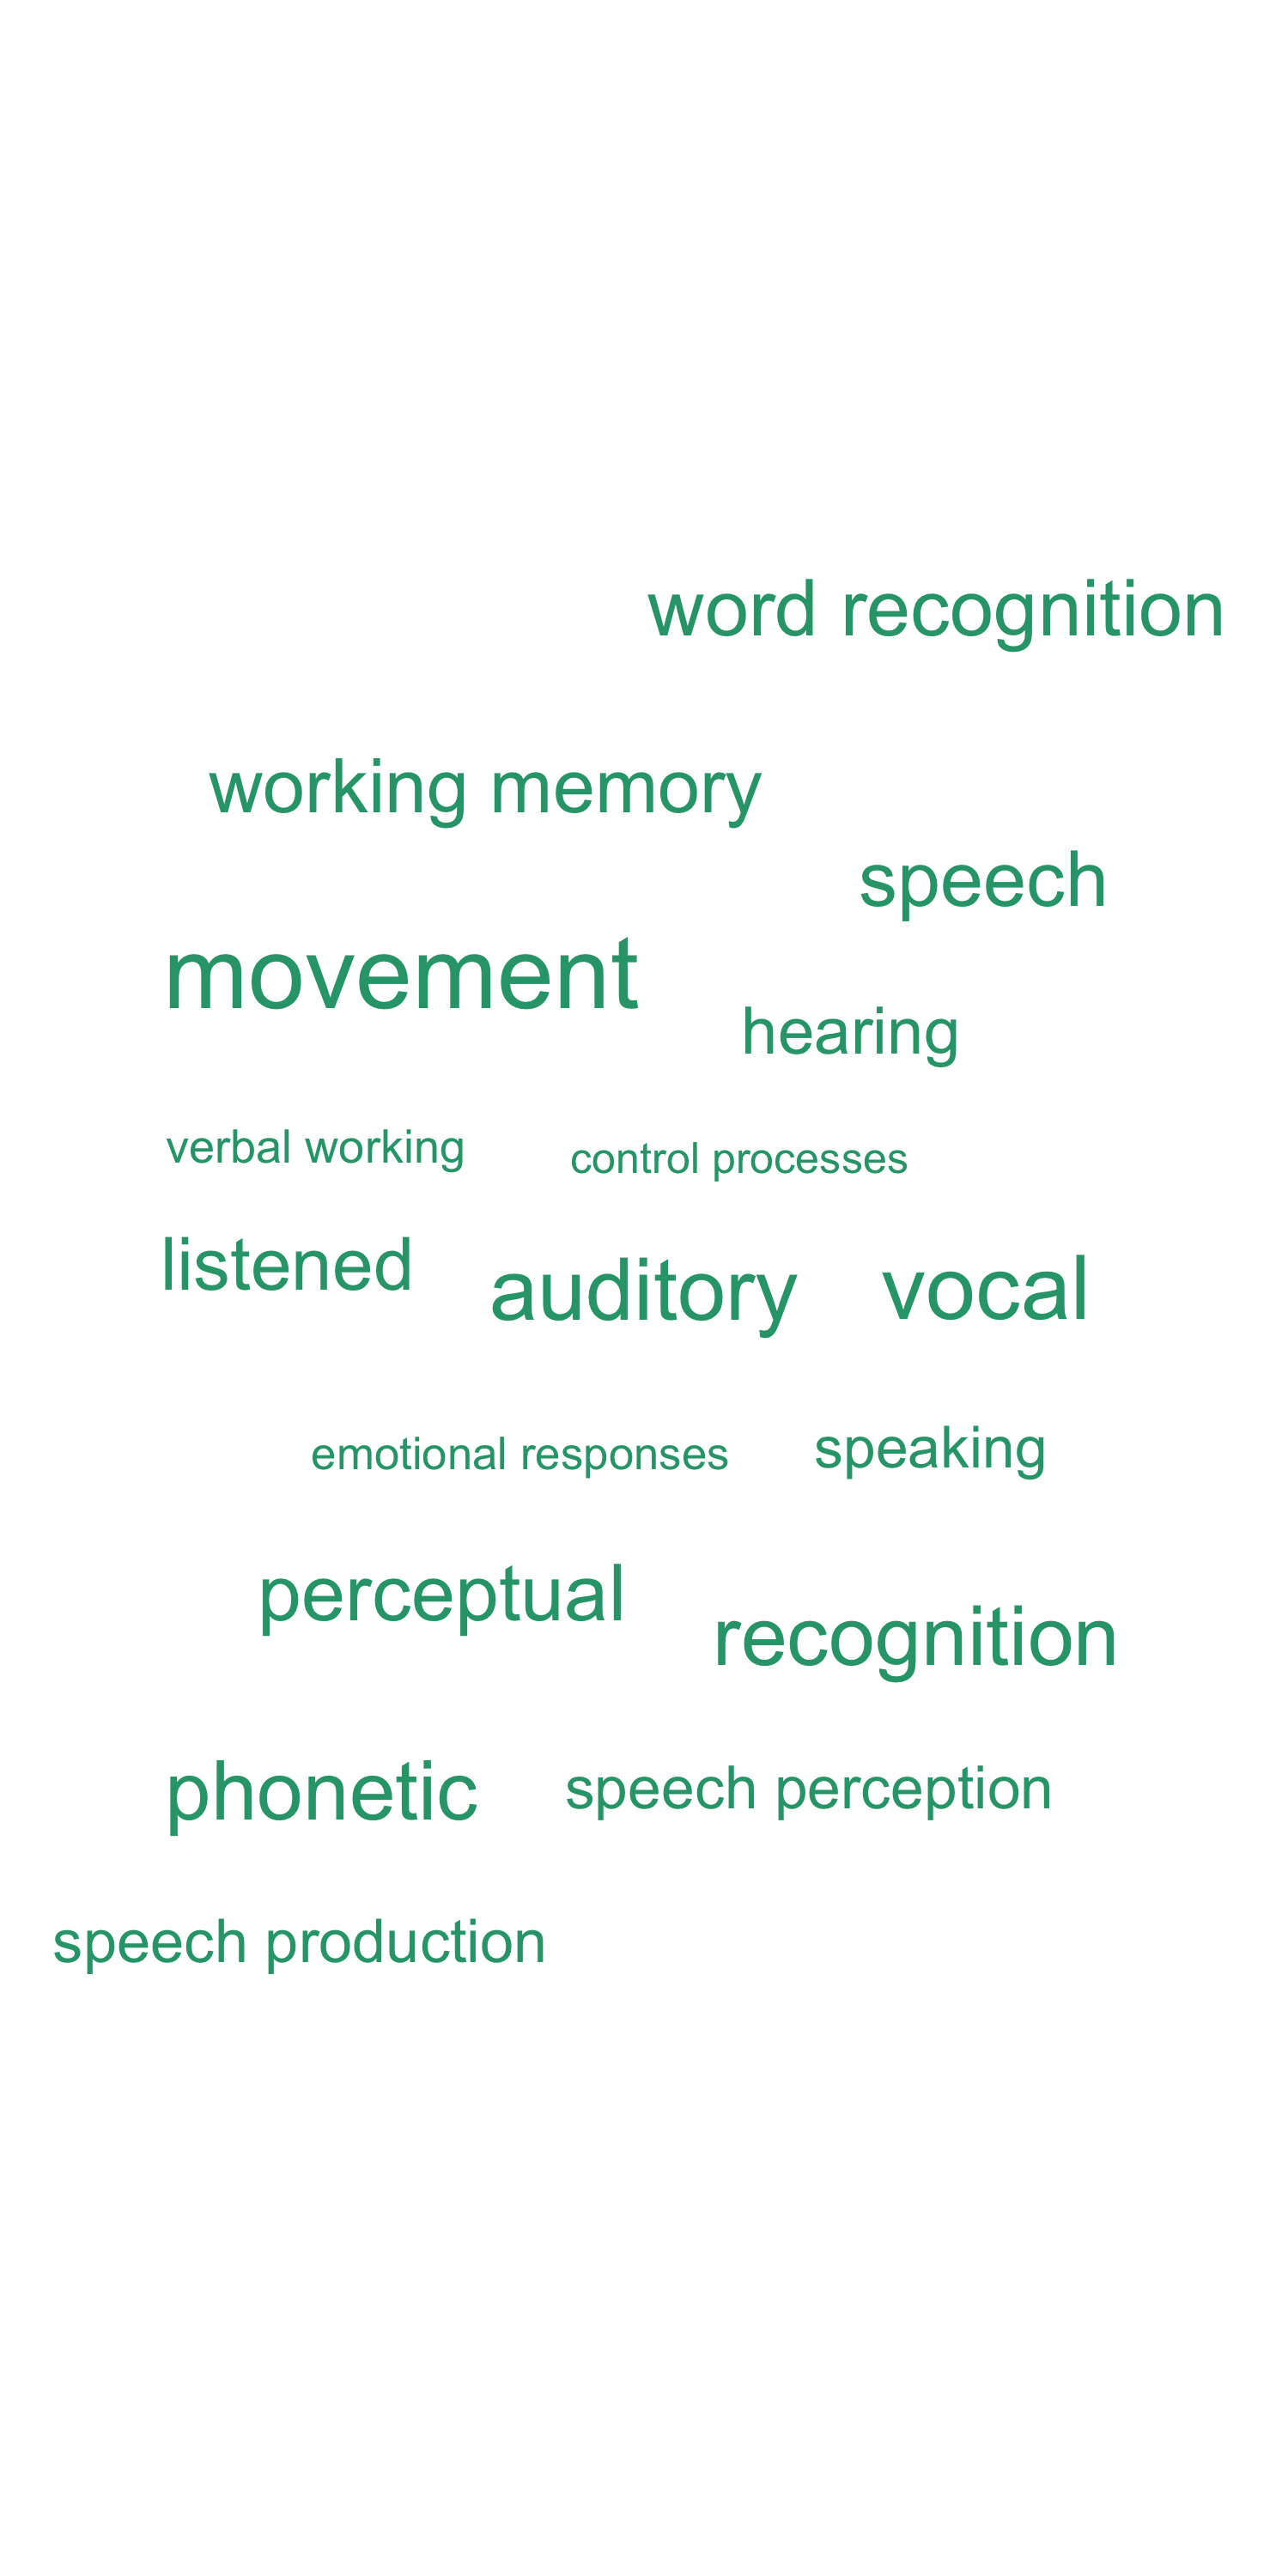 word recognition
working memory
speech
movement
hearing
verbal working
control processes
listened
auditory
vocal
emotional responses
speaking
perceptual
recognition
phonetic
speech perception
speech production